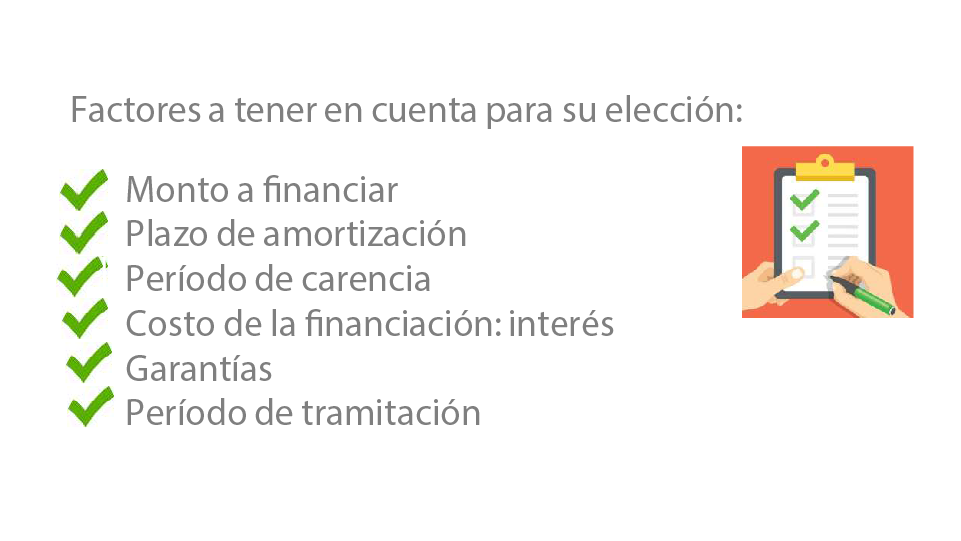 Factores a tener en cuenta para su elección:
Monto a financiar
Plazo de amortización
Período de carencia
Costo de la financiación: interés
Garantías
Período de tramitación